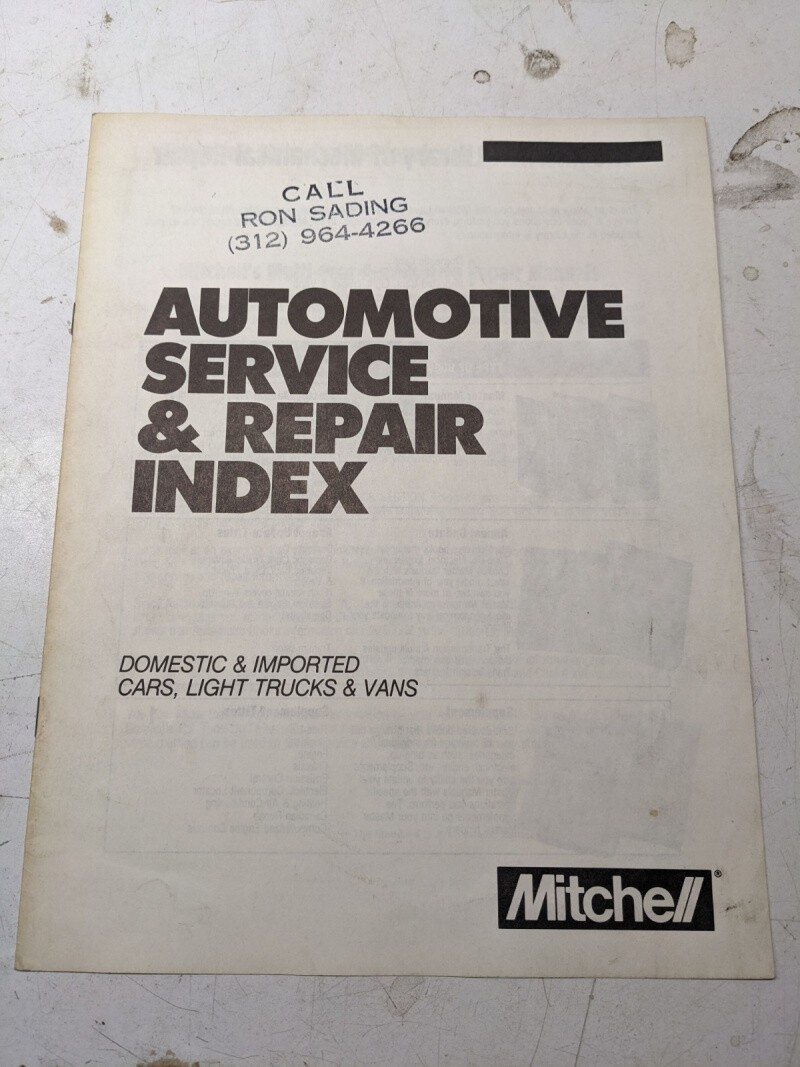 CALL
RON SADING
(312) 964-4266
AUTOMOTIVE
SERVICE
& REPAIR
INDEX
DOMESTIC & IMPORTED
CARS, LIGHT TRUCKS & VANS
Mitchell®